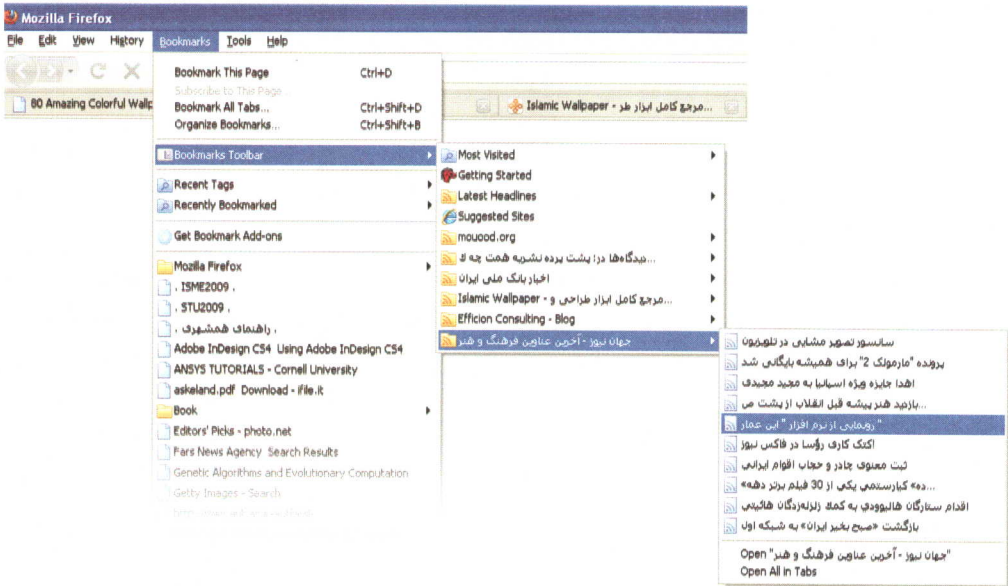 Mozilla Firefox
File Edit View History Bookmarks Tools Help
Bookmark This Page Ctrl+D
Subscribe to This Page...
80 Amazing Colorful Wallp
Bookmark All Tabs... Ctrl+Shift+D
Islamic Wallpaper - مرجع کامل ابزار طر...
Organize Bookmarks... Ctrl+Shift+B
Bookmarks Toolbar
Recent Tags
Recently Bookmarked
Get Bookmark Add-ons
Mozilla Firefox
. ISME2009 .
. STU2009 .
. راهنمای همشهری .
Adobe InDesign CS4 Using Adobe InDesign CS4
ANSYS TUTORIALS - Cornell University
askeland.pdf Download - iFile.it
Book
Editors' Picks - photo.net
Fars News Agency Search Results
Genetic Algorithms and Evolutionary Computation
Getty Images - Search
Most Visited
Getting Started
Latest Headlines
Suggested Sites
mouood.org
دیدگاه‌ها در: پشت پرده نشریه همت چه ك...
اخبار بانک ملی ایران
Islamic Wallpaper - مرجع کامل ابزار طراحی و...
Efficion Consulting - Blog
جهان نیوز - آخرین عناوین فرهنگ و هنر
سانسور تصویر مشایی در تلویزیون
پرونده "مارمولک 2" برای همیشه بایگانی شد
اهدا جایزه ویژه اسپانیا به مجید مجیدی
بازدید هنرپیشه قبل انقلاب از پشت ص...
رونمایی از نرم افزار " این عمار "
کتک کاری رؤسا در فاکس نیوز
ثبت معنوی چادر و حجاب اقوام ایرانی
کیارستمی یکی از 30 فیلم برتر دهه» «ده...
اقدام ستارگان هالیوودی به کمك زلزله‌زدگان هائیتی
بازگشت «صبح بخیر ایران» به شبکه اول
Open "جهان نیوز - آخرین عناوین فرهنگ و هنر"
Open All in Tabs